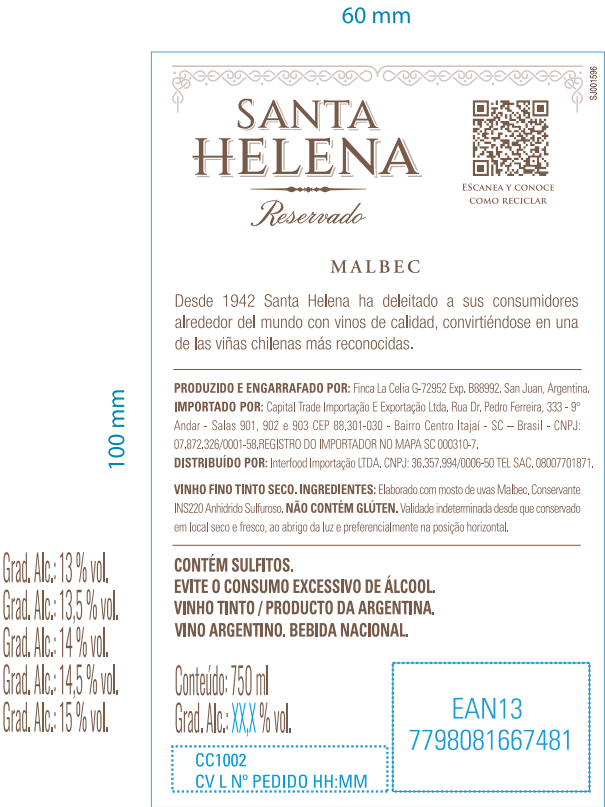 60 mm
SJ001596
SANTA
HELENA
Reservado
ESCANEA Y CONOCE
COMO RECICLAR
MALBEC
Desde 1942 Santa Helena ha deleitado a sus consumidores
alrededor del mundo con vinos de calidad, convirtiéndose en una
de las viñas chilenas más reconocidas.
100 mm
PRODUZIDO E ENGARRAFADO POR: Finca La Celia G-72952 Exp. B88992. San Juan, Argentina.
IMPORTADO POR: Capital Trade Importação E Exportação Ltda. Rua Dr. Pedro Ferreira, 333 - 9°
Andar - Salas 901, 902 e 903 CEP 88,301-030 - Bairro Centro Itajaí - SC – Brasil - CNPJ:
07.872.326/0001-58.REGISTRO DO IMPORTADOR NO MAPA SC 000310-7.
DISTRIBUÍDO POR: Interfood Importação LTDA. CNPJ: 36.357.994/0006-50 TEL SAC. 08007701871.
VINHO FINO TINTO SECO. INGREDIENTES: Elaborado com mosto de uvas Malbec, Conservante
INS220 Anhidrido Sulfuroso. NÃO CONTÉM GLÚTEN. Validade indeterminada desde que conservado
em local seco e fresco, ao abrigo da luz e preferencialmente na posição horizontal.
CONTÉM SULFITOS.
EVITE O CONSUMO EXCESSIVO DE ÁLCOOL.
VINHO TINTO / PRODUCTO DA ARGENTINA.
VINO ARGENTINO. BEBIDA NACIONAL.
Grad. Alc.: 13 % vol.
Grad. Alc.: 13,5 % vol.
Grad. Alc.: 14 % vol.
Grad. Alc.: 14,5 % vol.
Grad. Alc.: 15 % vol.
Conteúdo: 750 ml
Grad. Alc.: XX,X % vol.
CC1002
CV L Nº PEDIDO HH:MM
EAN13
7798081667481